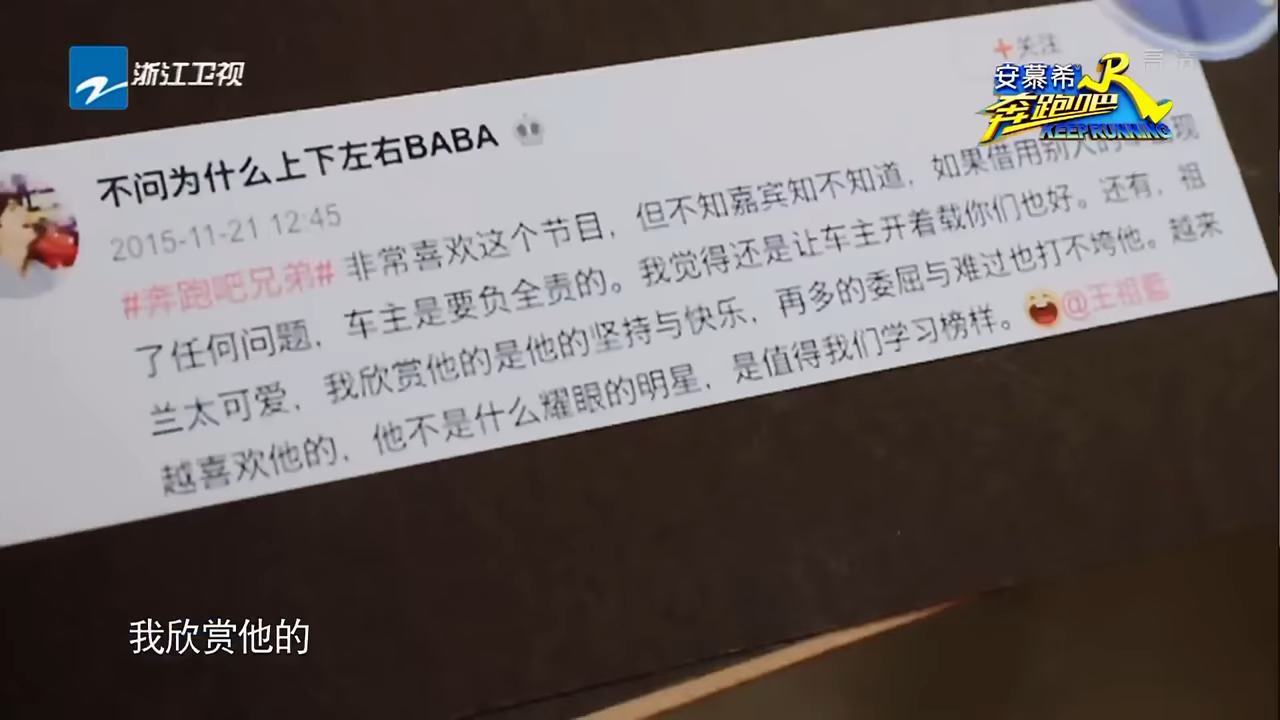 浙江卫视
安慕希
奔跑吧
KEEPRUNNING
高清
+关注
不问为什么上下左右BABA
2015-11-21 12:45
#奔跑吧兄弟# 非常喜欢这个节目，但不知嘉宾知不知道，如果借用别人的 现
了任何问题，车主是要负全责的。我觉得还是让车主开着载你们也好。还有，祖
兰太可爱，我欣赏他的是他的坚持与快乐，再多的委屈与难过也打不垮他。越来
越喜欢他的，他不是什么耀眼的明星，是值得我们学习榜样。@王祖蓝
我欣赏他的